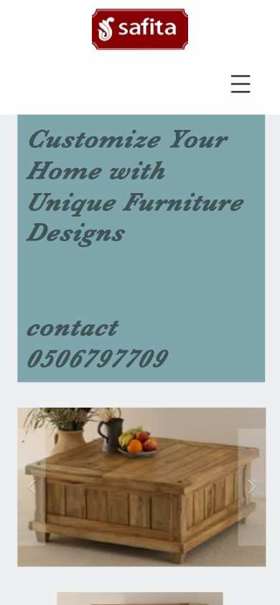 safita
Customize Your
Home with
Unique Furniture
Designs
contact
0506797709